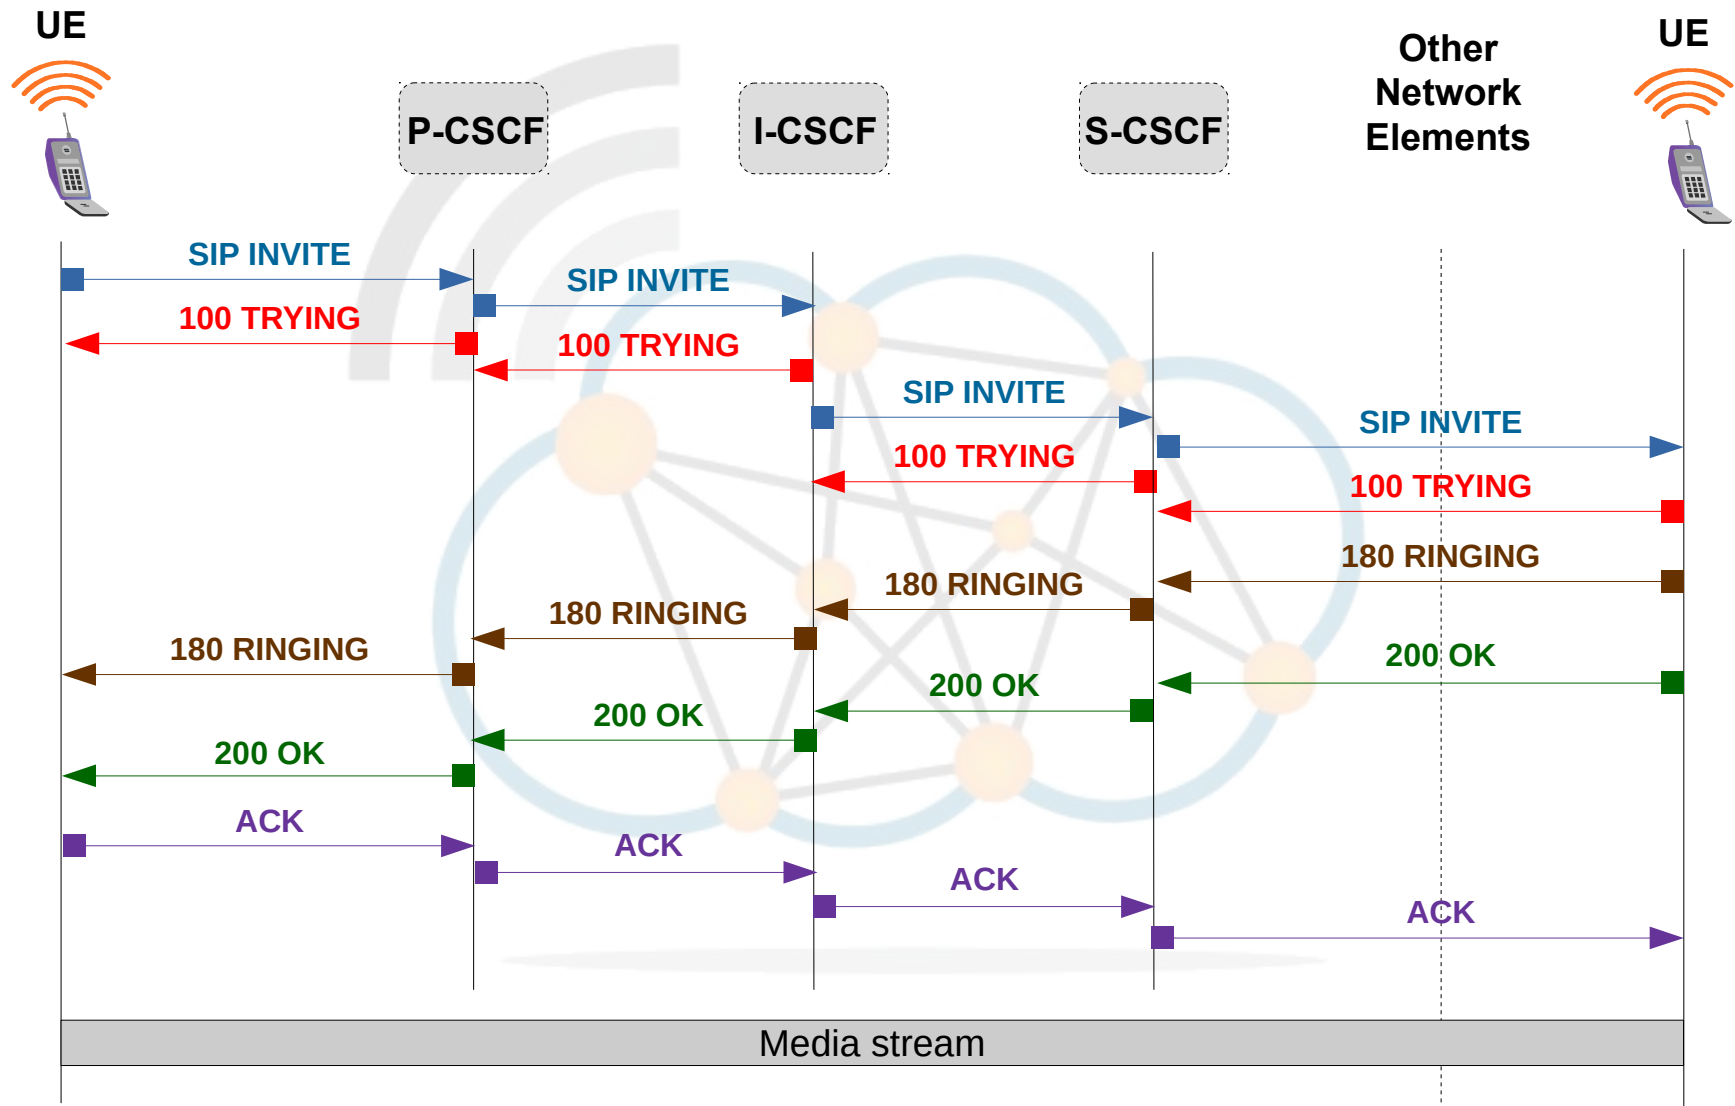 UE
P-CSCF
I-CSCF
S-CSCF
Other
Network
Elements
UE
SIP INVITE
SIP INVITE
100 TRYING
100 TRYING
SIP INVITE
SIP INVITE
100 TRYING
100 TRYING
180 RINGING
180 RINGING
180 RINGING
180 RINGING
200 OK
200 OK
200 OK
200 OK
ACK
ACK
ACK
ACK
Media stream